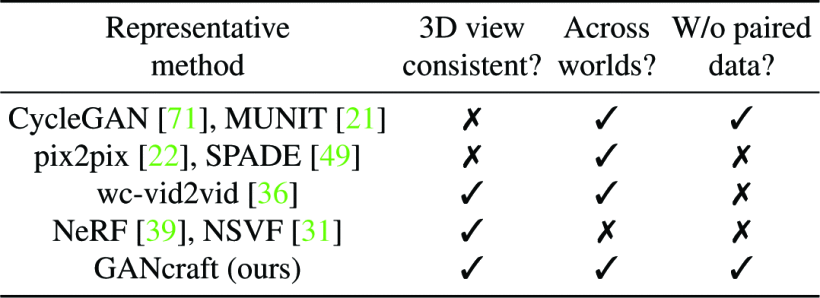 Representative method 3D view consistent? Across worlds? W/o paired data?
CycleGAN [71], MUNIT [21] ✗ ✓ ✓
pix2pix [22], SPADE [49] ✗ ✓ ✗
wc-vid2vid [36] ✓ ✓ ✗
NeRF [39], NSVF [31] ✓ ✗ ✗
GANcraft (ours) ✓ ✓ ✓